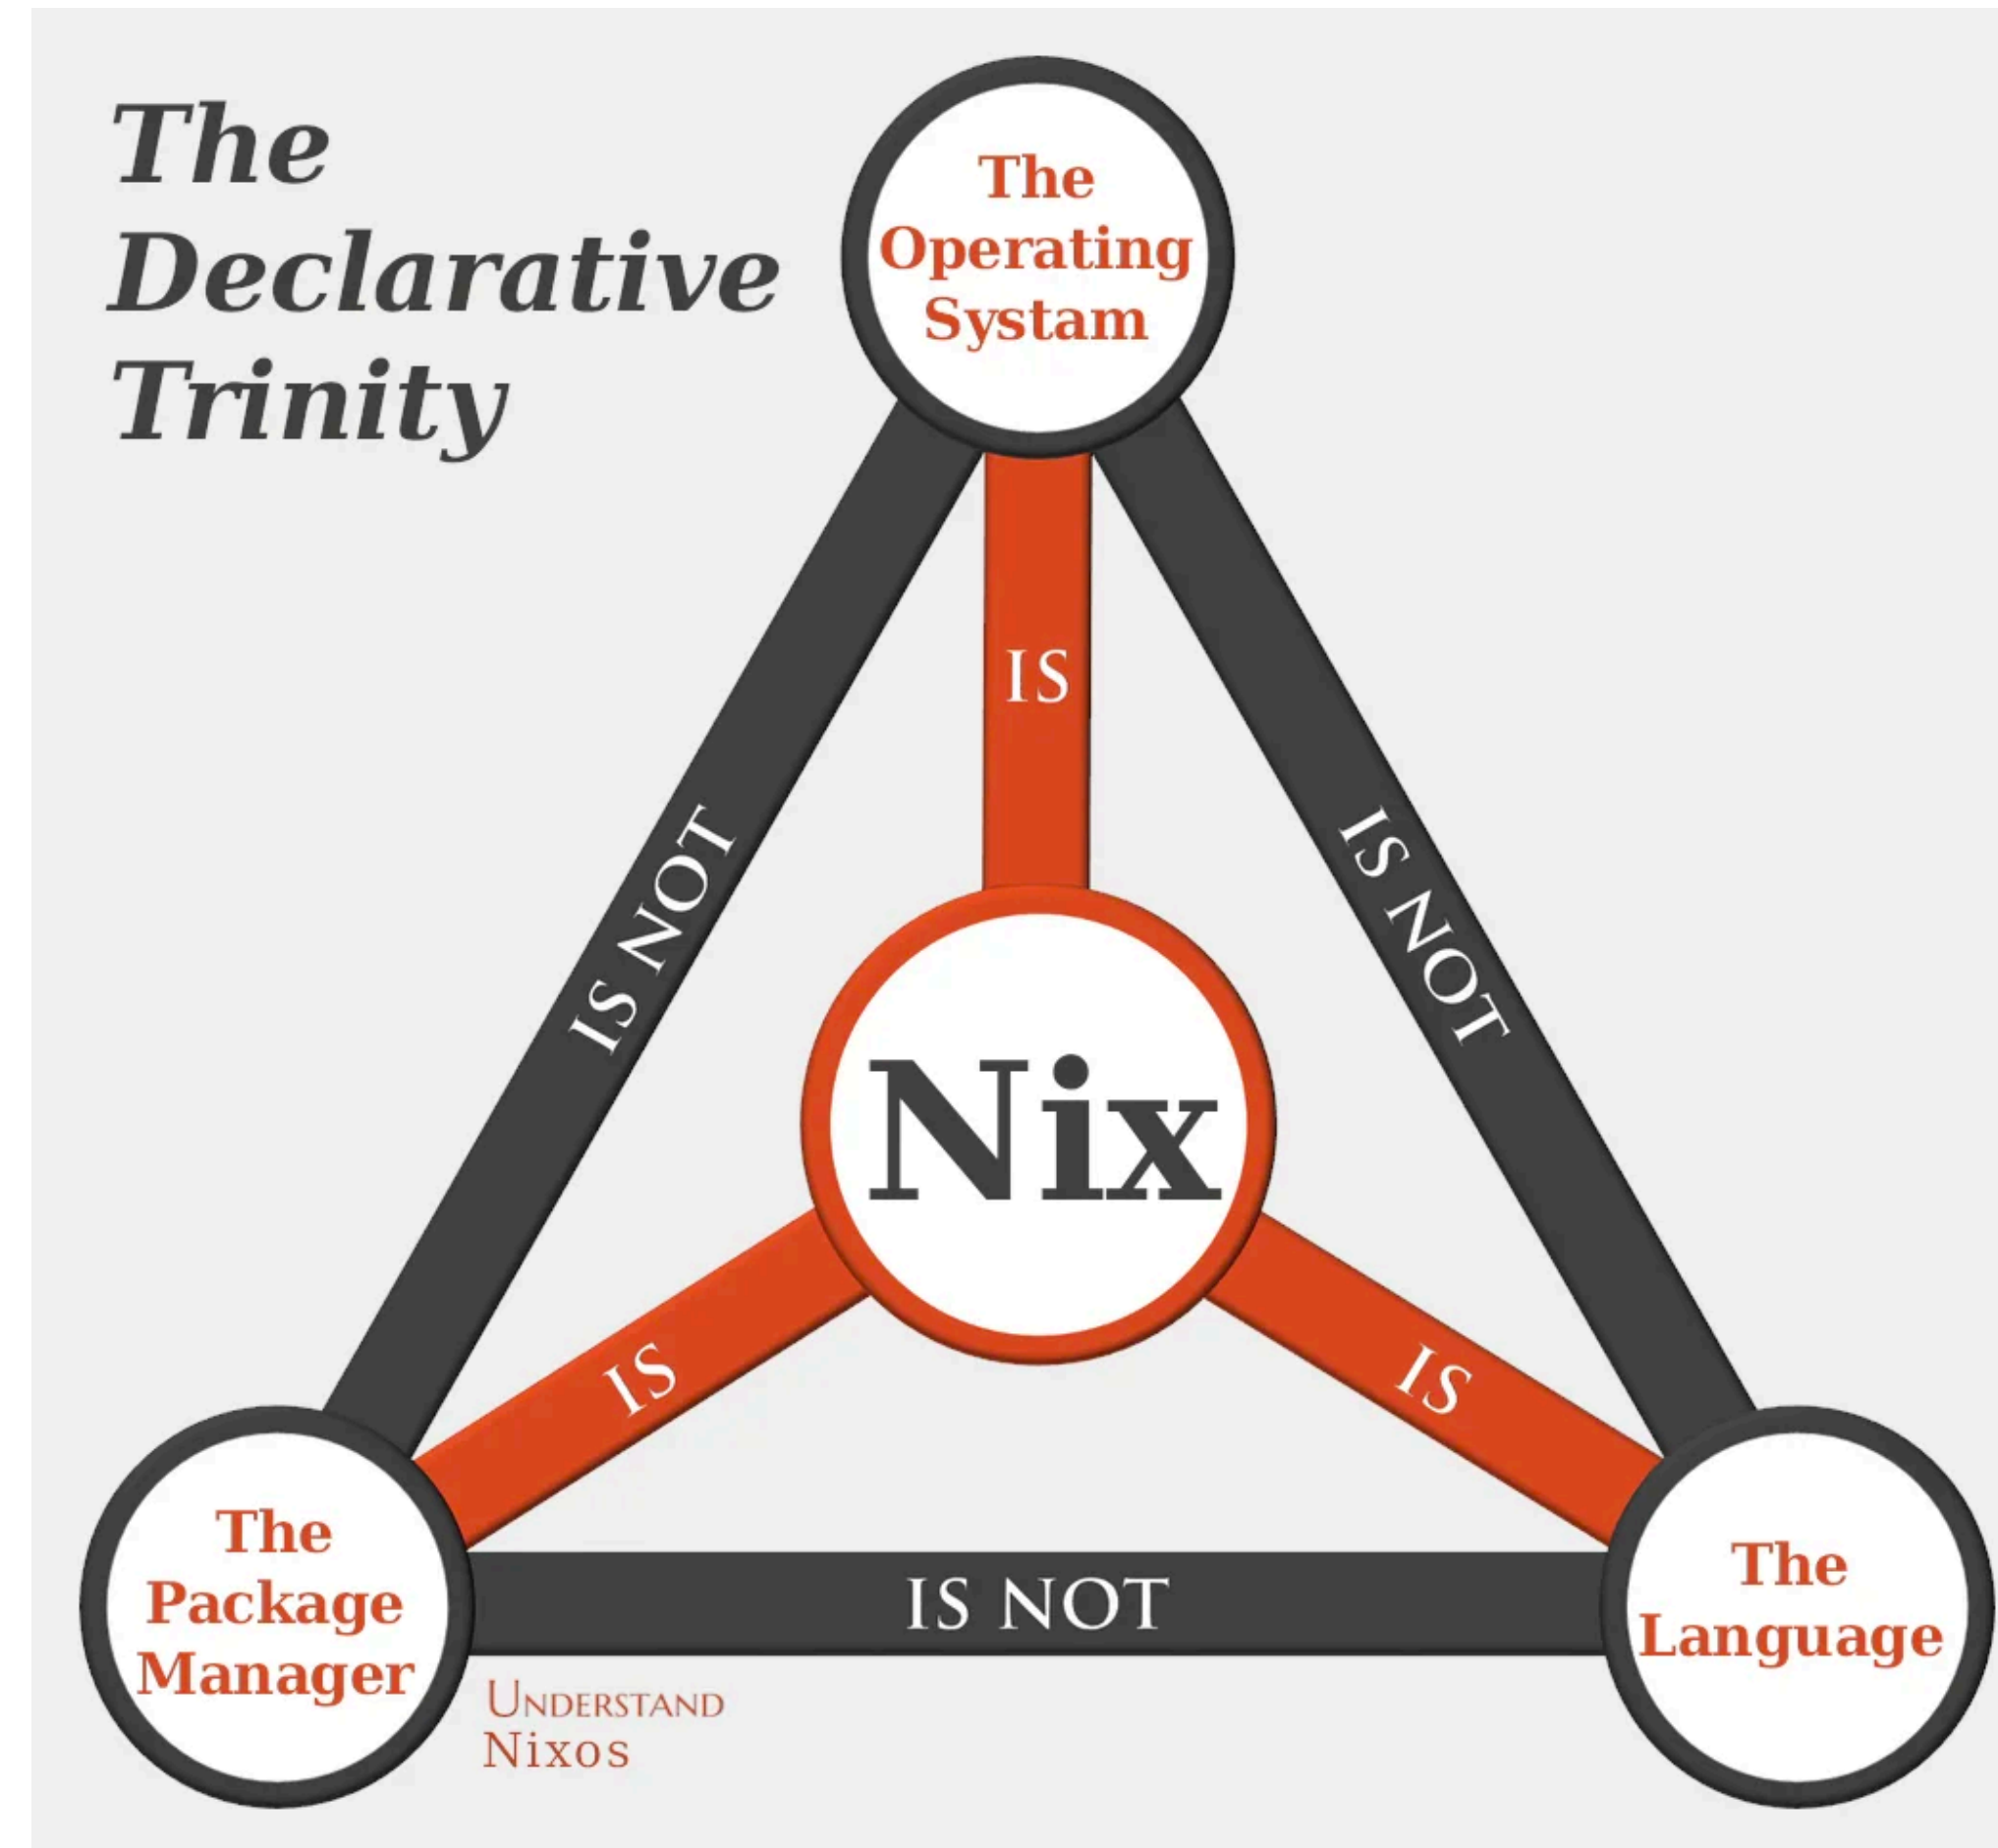 The
Declarative
Trinity
The
Operating
Systam
IS
IS NOT
IS NOT
Nix
IS
IS
The
Package
Manager
IS NOT
The
Language
UNDERSTAND
Nixos